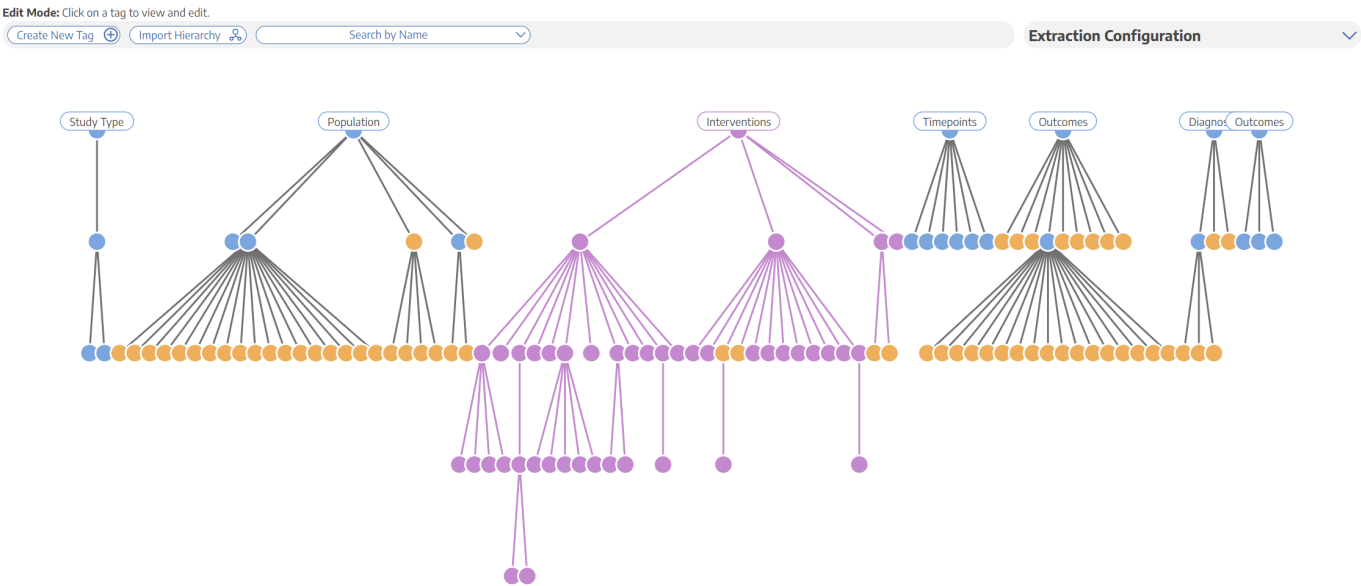 Edit Mode: Click on a tag to view and edit.
Create New Tag
Import Hierarchy
Search by Name
Extraction Configuration
Study Type
Population
Interventions
Timepoints
Outcomes
Diagnos
Outcomes